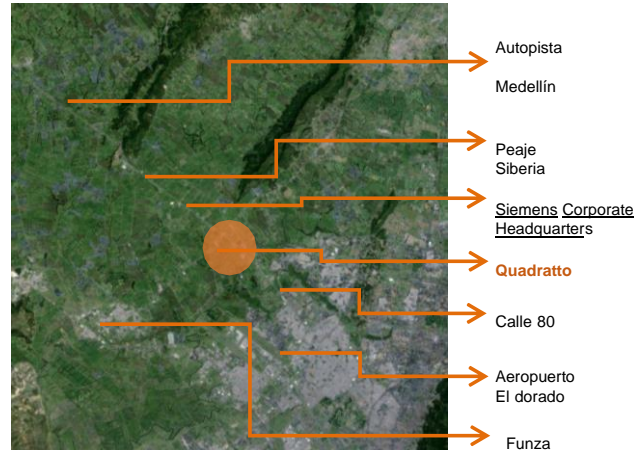 Autopista
Medellín
Peaje
Siberia
Siemens Corporate
Headquarters
Quadratto
Calle 80
Aeropuerto
El dorado
Funza